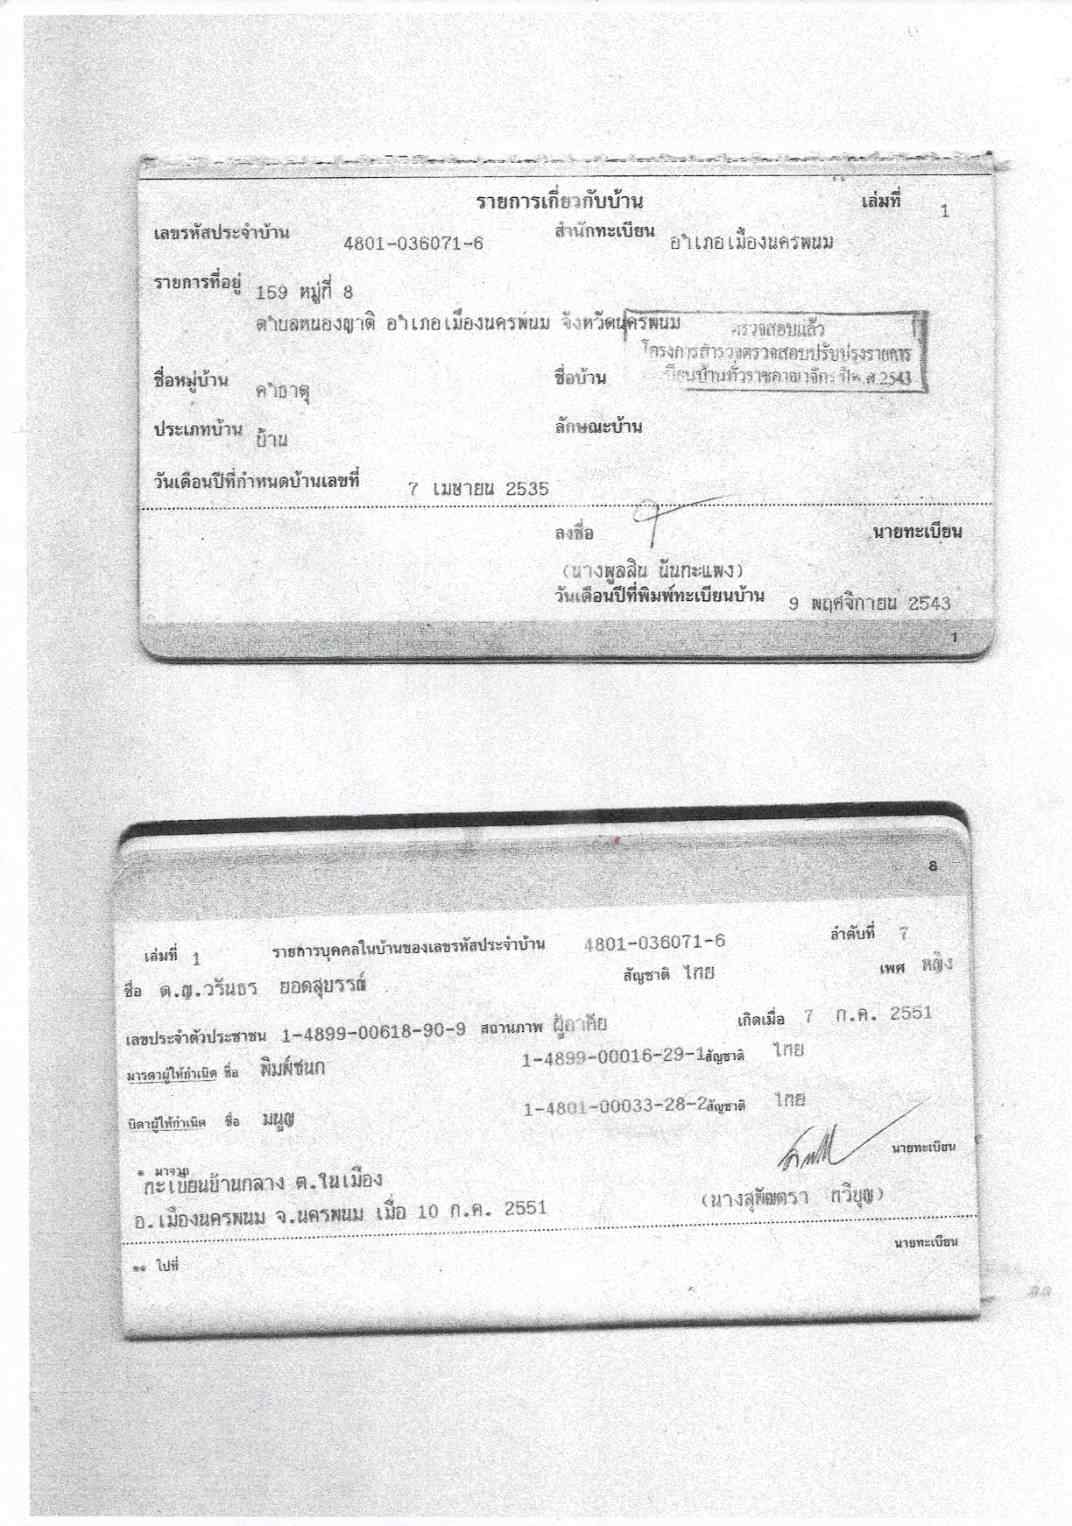 รายการเกี่ยวกับบ้าน เล่มที่ 1
เลขรหัสประจำบ้าน 4801-036071-6 สำนักทะเบียน อำเภอเมืองนครพนม
รายการที่อยู่ 159 หมู่ที่ 8
ตำบลหนองญาติ อำเภอเมืองนครพนม จังหวัดนครพนม
ตรวจสอบแล้ว
โครงการสำรวจตรวจสอบปรับปรุงรายการ
ทะเบียนบ้านทั่วราชอาณาจักร ปีพ.ศ.2543
ชื่อหมู่บ้าน คำธาตุ ชื่อบ้าน
ประเภทบ้าน บ้าน ลักษณะบ้าน
วันเดือนปีที่กำหนดบ้านเลขที่ 7 เมษายน 2535
ลงชื่อ นายทะเบียน
(นางพูลสิน นันทะแพง)
วันเดือนปีที่พิมพ์ทะเบียนบ้าน 9 พฤศจิกายน 2543
1
8
เล่มที่ 1 รายการบุคคลในบ้านของเลขรหัสประจำบ้าน 4801-036071-6 ลำดับที่ 7
ชื่อ ด.ญ.วรันธร ยอดสุบรรณ์ สัญชาติ ไทย เพศ หญิง
เลขประจำตัวประชาชน 1-4899-00618-90-9 สถานภาพ ผู้อาศัย เกิดเมื่อ 7 ก.ค. 2551
มารดาผู้ให้กำเนิด ชื่อ พิมพ์ชนก 1-4899-00016-29-1 สัญชาติ ไทย
บิดาผู้ให้กำเนิด ชื่อ มนูญ 1-4801-00033-28-2 สัญชาติ ไทย
* มาจาก
ทะเบียนบ้านกลาง ต.ในเมือง นายทะเบียน
อ.เมืองนครพนม จ.นครพนม เมื่อ 10 ก.ค. 2551 (นางสุพัฒตรา ทวีบุญ)
** ไปที่ นายทะเบียน